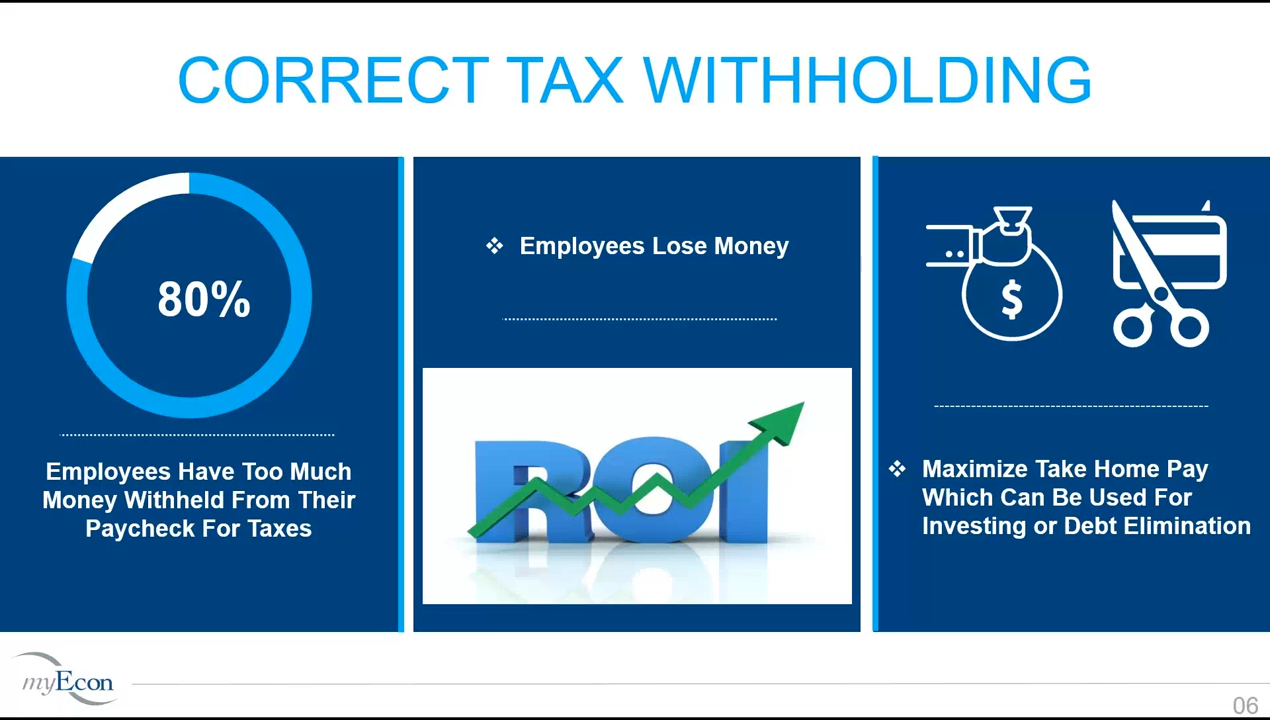 CORRECT TAX WITHHOLDING
80%
Employees Have Too Much
Money Withheld From Their
Paycheck For Taxes
❖ Employees Lose Money
ROI
$
❖ Maximize Take Home Pay
Which Can Be Used For
Investing or Debt Elimination
myEcon
06